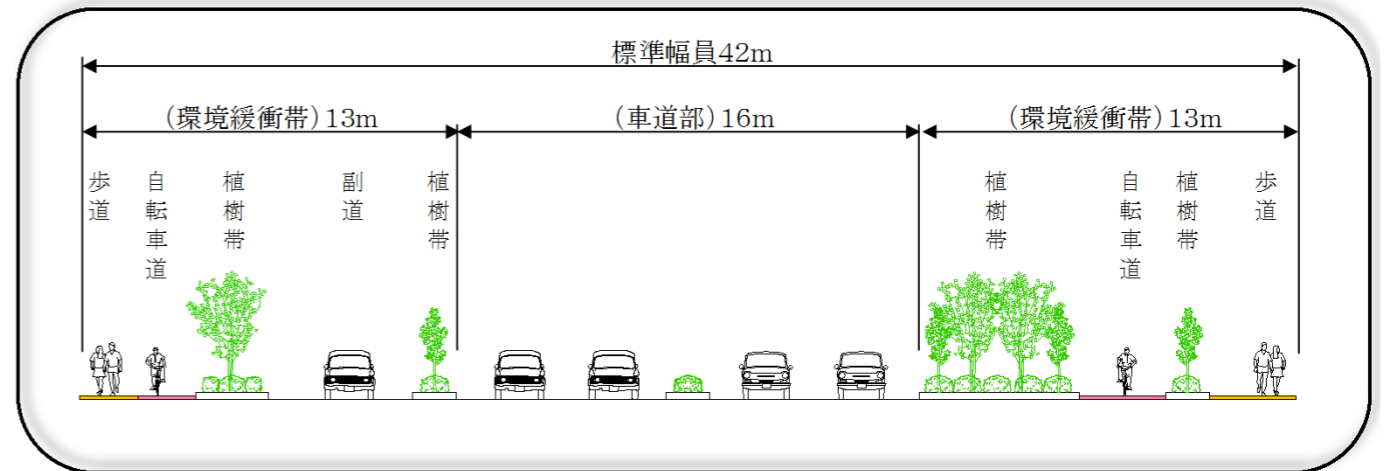 標準幅員42m
(環境緩衝帯)13m
(車道部)16m
(環境緩衝帯)13m
歩道
自転車道
植樹帯
副道
植樹帯
植樹帯
自転車道
植樹帯
歩道